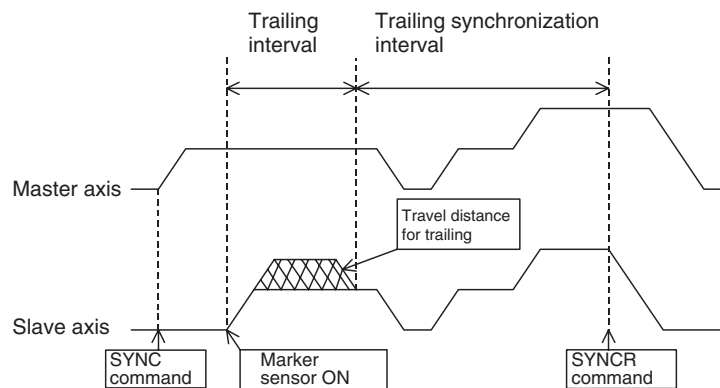 Trailing
interval
Trailing synchronization
interval
Master axis
Travel distance
for trailing
Slave axis
SYNC
command
Marker
sensor ON
SYNCR
command